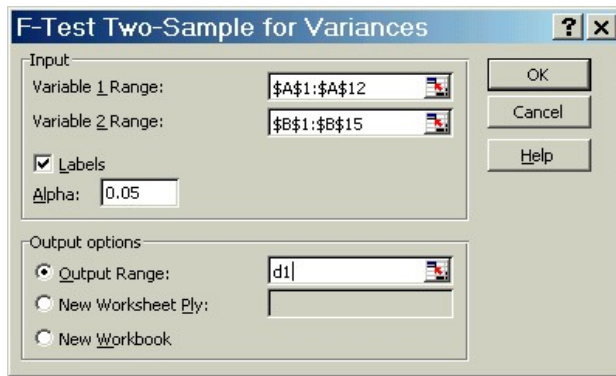 F-Test Two-Sample for Variances
Input
Variable 1 Range:
$A$1:$A$12
Variable 2 Range:
$B$1:$B$15
Labels
Alpha:
0.05
Output options
Output Range:
d1
New Worksheet Ply:
New Workbook
? ×
OK
Cancel
Help